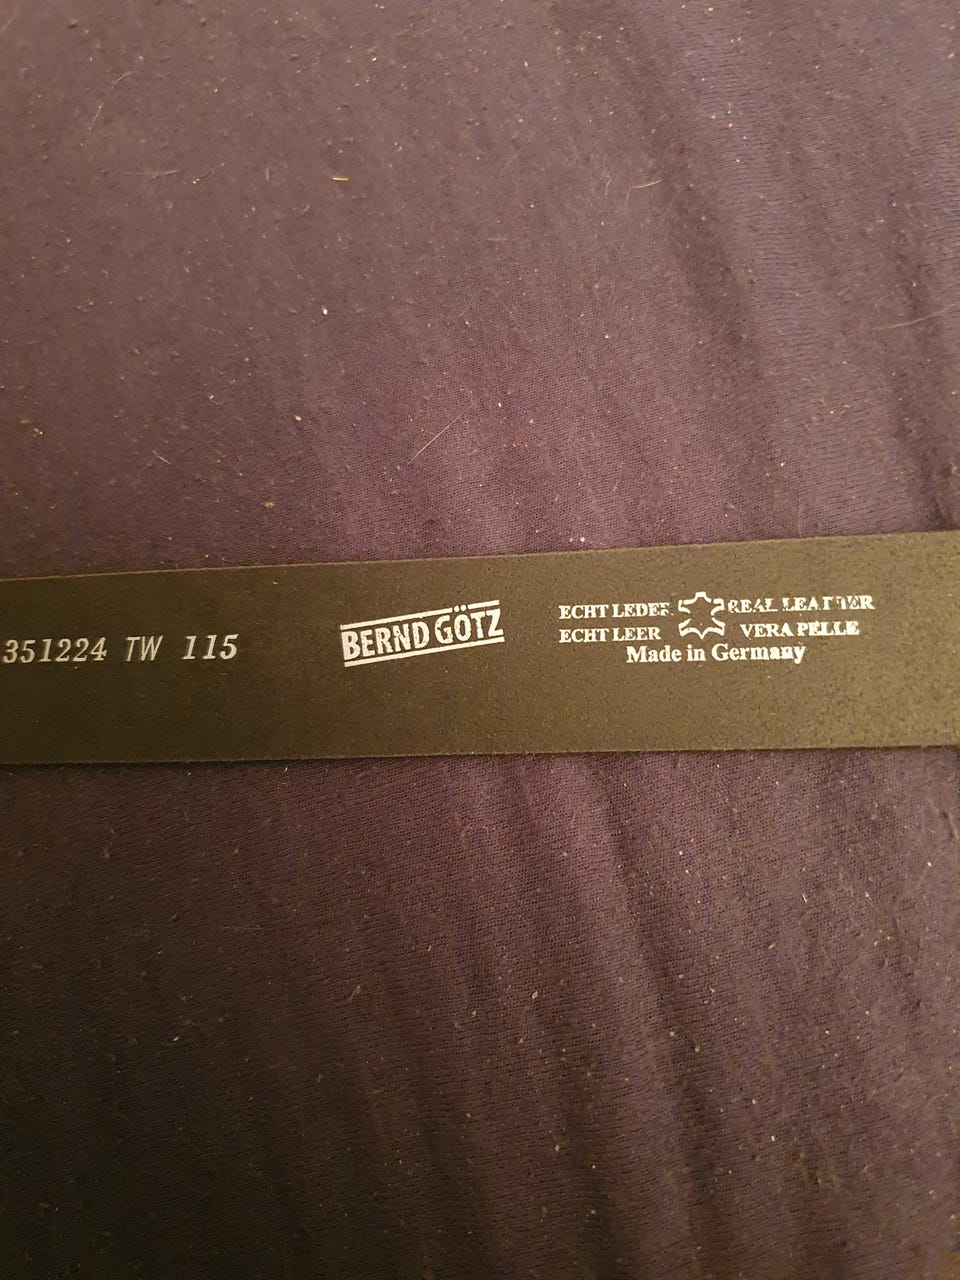 351224 TW 115
BERND GÖTZ
ECHT LEDER REAL LEATHER
ECHT LEER VERA PELLE
Made in Germany